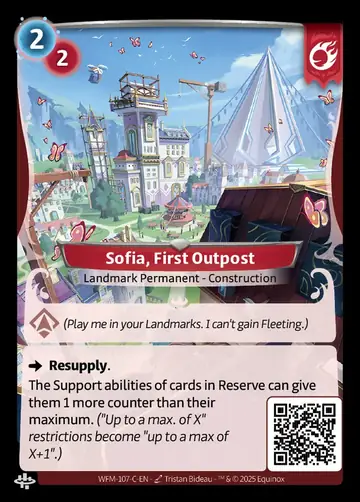 2
2
Sofia, First Outpost
Landmark Permanent - Construction
(Play me in your Landmarks. I can't gain Fleeting.)
Resupply.
The Support abilities of cards in Reserve can give
them 1 more counter than their
maximum. ("Up to a max. of X"
restrictions become "up to a max of
X+1".)
WFM-107-C-EN - Tristan Bideau - ™ & © 2025 Equinox